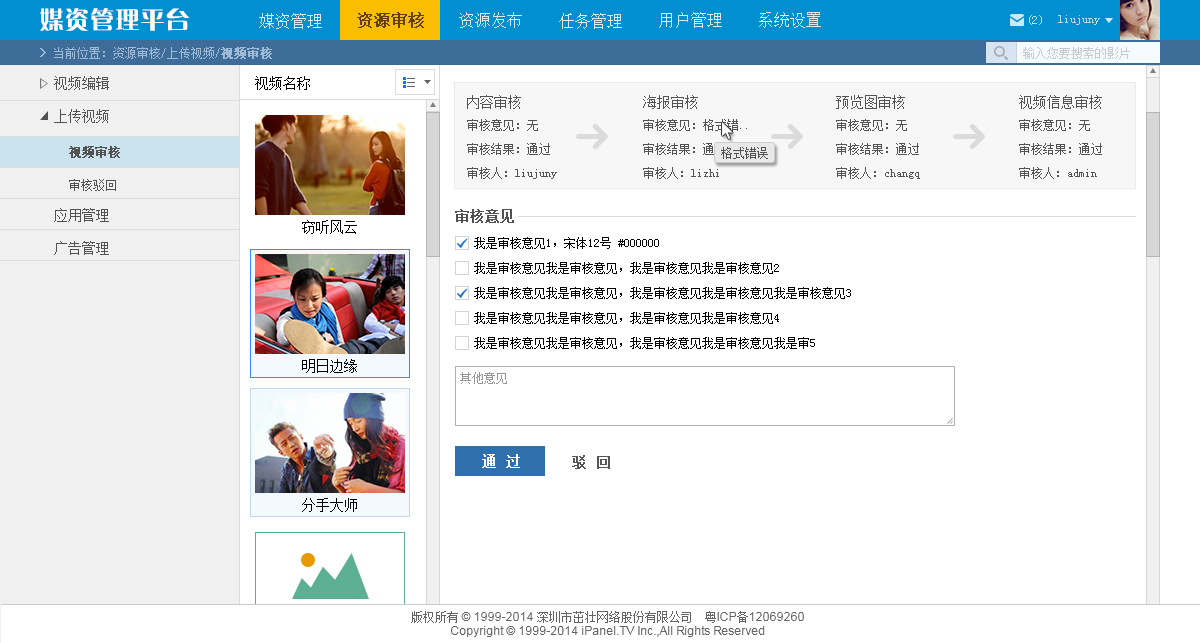 媒资管理平台 媒资管理 资源审核 资源发布 任务管理 用户管理 系统设置 (2) liujuny
当前位置：资源审核/上传视频/视频审核 输入您要搜索的影片
视频编辑
上传视频
视频审核
审核驳回
应用管理
广告管理
视频名称
窃听风云
明日边缘
分手大师
内容审核
审核意见：无
审核结果：通过
审核人：liujuny
海报审核
审核意见：格式错..
审核结果：通
格式错误
审核人：lizhi
预览图审核
审核意见：无
审核结果：通过
审核人：changq
视频信息审核
审核意见：无
审核结果：通过
审核人：admin
审核意见
我是审核意见1，宋体12号 #000000
我是审核意见我是审核意见，我是审核意见我是审核意见2
我是审核意见我是审核意见，我是审核意见我是审核意见我是审核意见3
我是审核意见我是审核意见，我是审核意见我是审核意见4
我是审核意见我是审核意见，我是审核意见我是审核意见我是审5
其他意见
通 过 驳 回
版权所有 © 1999-2014 深圳市茁壮网络股份有限公司 粤ICP备12069260
Copyright © 1999-2014 iPanel.TV Inc.,All Rights Reserved